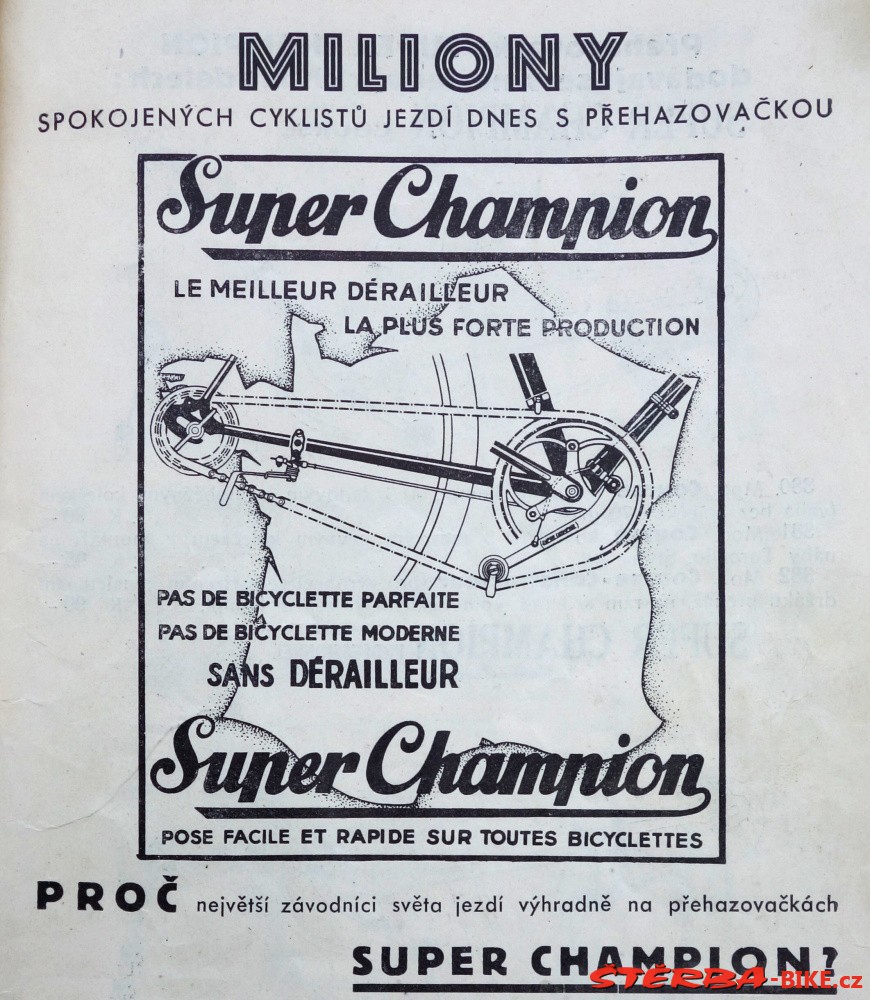 MILIONY
SPOKOJENÝCH CYKLISTŮ JEZDÍ DNES S PŘEHAZOVAČKOU
Super Champion
LE MEILLEUR DÉRAILLEUR
LA PLUS FORTE PRODUCTION
PAS DE BICYCLETTE PARFAITE
PAS DE BICYCLETTE MODERNE
SANS DÉRAILLEUR
Super Champion
POSE FACILE ET RAPIDE SUR TOUTES BICYCLETTES
PROČ největší závodníci světa jezdí výhradně na přehazovačkách
SUPER CHAMPION?
ŠTĚRBA-BIKE.cz